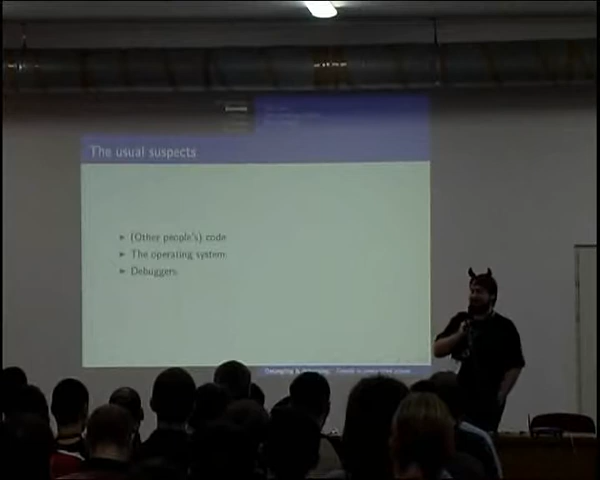 The usual suspects
(Other people's) code
The operating system
Debuggers